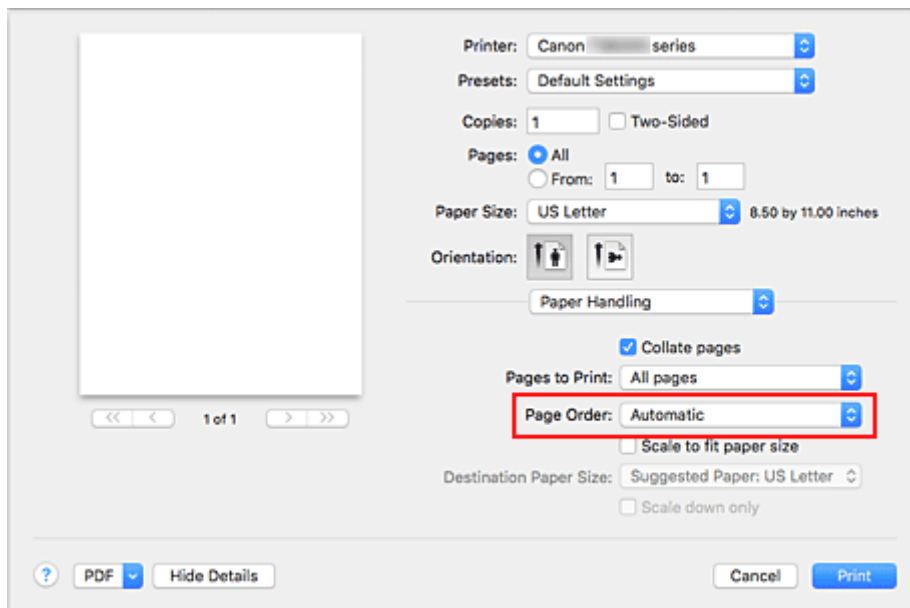 Printer: Canon series
Presets: Default Settings
Copies: 1 Two-Sided
Pages: All
From: 1 to: 1
Paper Size: US Letter 8.50 by 11.00 inches
Orientation:
Paper Handling
Collate pages
Pages to Print: All pages
1 of 1
Page Order: Automatic
Scale to fit paper size
Destination Paper Size: Suggested Paper: US Letter
Scale down only
? PDF Hide Details Cancel Print